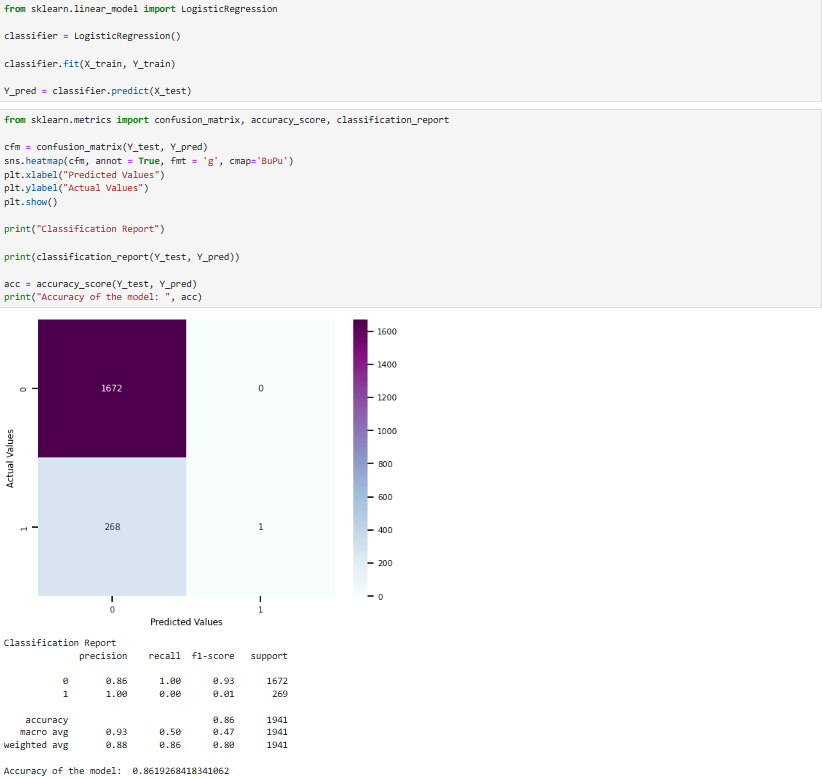 from sklearn.linear_model import LogisticRegression
classifier = LogisticRegression()
classifier.fit(X_train, Y_train)
Y_pred = classifier.predict(X_test)
from sklearn.metrics import confusion_matrix, accuracy_score, classification_report
cfm = confusion_matrix(Y_test, Y_pred)
sns.heatmap(cfm, annot = True, fmt = 'g', cmap='BuPu')
plt.xlabel("Predicted Values")
plt.ylabel("Actual Values")
plt.show()
print("Classification Report")
print(classification_report(Y_test, Y_pred))
acc = accuracy_score(Y_test, Y_pred)
print("Accuracy of the model: ", acc)
1600
1400
1200
1000
800
600
400
200
0
0
1672
0
Actual Values
1
268
1
0
1
Predicted Values
Classification Report
precision recall f1-score support
0 0.86 1.00 0.93 1672
1 1.00 0.00 0.01 269
accuracy 0.86 1941
macro avg 0.93 0.50 0.47 1941
weighted avg 0.88 0.86 0.80 1941
Accuracy of the model: 0.8619268418341062